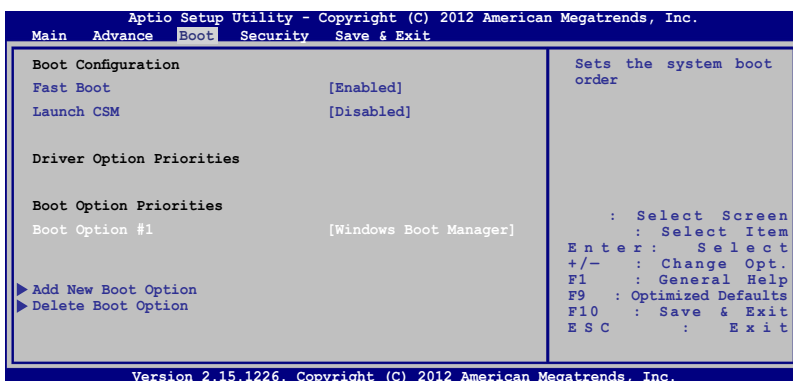 Aptio Setup Utility - Copyright (C) 2012 American Megatrends, Inc.
Main Advance Boot Security Save & Exit
Boot Configuration
Fast Boot [Enabled]
Launch CSM [Disabled]
Driver Option Priorities
Boot Option Priorities
Boot Option #1 [Windows Boot Manager]
Add New Boot Option
Delete Boot Option
Sets the system boot
order
: Select Screen
: Select Item
Enter: Select
+/— : Change Opt.
F1 : General Help
F9 : Optimized Defaults
F10 : Save & Exit
ESC : Exit
Version 2.15.1226. Copyright (C) 2012 American Megatrends, Inc.